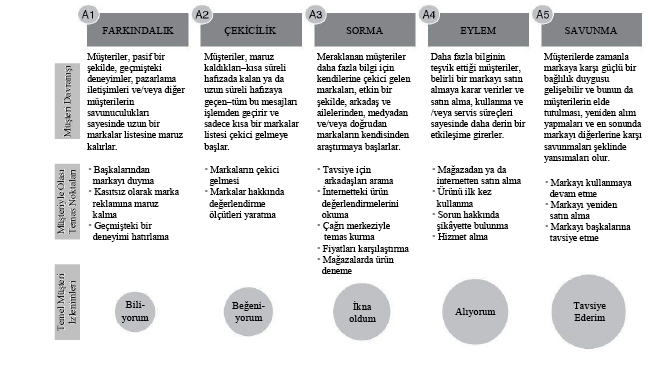 A1
FARKINDALIK
A2
ÇEKİCİLİK
A3
SORMA
A4
EYLEM
A5
SAVUNMA
Müşteri Davranışı
Müşteriler, pasif bir
şekilde, geçmişteki
deneyimler, pazarlama
iletişimleri ve/veya diğer
müşterilerin
savunuculukları
sayesinde uzun bir
markalar listesine maruz
kalırlar.
Müşteriler, maruz
kaldıkları–kısa süreli
hafızada kalan ya da
uzun süreli hafızaya
geçen–tüm bu mesajları
işlemden geçirir ve
sadece kısa bir markalar
listesi çekici gelmeye
başlar.
Meraklanan müşteriler
daha fazla bilgi için
kendilerine çekici gelen
markaları, etkin bir
şekilde, arkadaş ve
ailelerinden, medyadan
ve/veya doğrudan
markaların kendisinden
araştırmaya başlarlar.
Daha fazla bilginin
teşvik ettiği müşteriler,
belirli bir markayı satın
almaya karar verirler ve
satın alma, kullanma ve
/veya servis süreçleri
sayesinde daha derin bir
etkileşime girerler.
Müşterilerde zamanla
markaya karşı güçlü bir
bağlılık duygusu
gelişebilir ve bunun da
müşterilerin elde
tutulması, yeniden alım
yapmaları ve en sonunda
markayı diğerlerine karşı
savunmaları şeklinde
yansımaları olur.
Müşteriyle Olası
Temas Noktaları
• Başkalarından
markayı duyma
• Kasıtsız olarak marka
reklamına maruz
kalma
• Geçmişteki bir
deneyimi hatırlama
• Markaların çekici
gelmesi
• Markalar hakkında
değerlendirme
ölçütleri yaratma
• Tavsiye için
arkadaşları arama
• İnternetteki ürün
değerlendirmelerini
okuma
• Çağrı merkeziyle
temas kurma
• Fiyatları karşılaştırma
• Mağazalarda ürün
deneme
• Mağazadan ya da
internetten satın alma
• Ürünü ilk kez
kullanma
• Sorun hakkında
şikâyette bulunma
• Hizmet alma
• Markayı kullanmaya
devam etme
• Markayı yeniden
satın alma
• Markayı başkalarına
tavsiye etme
Temel Müşteri
İzlenimleri
Bili-
yorum
Beğeni-
yorum
İkna
oldum
Alıyorum
Tavsiye
Ederim